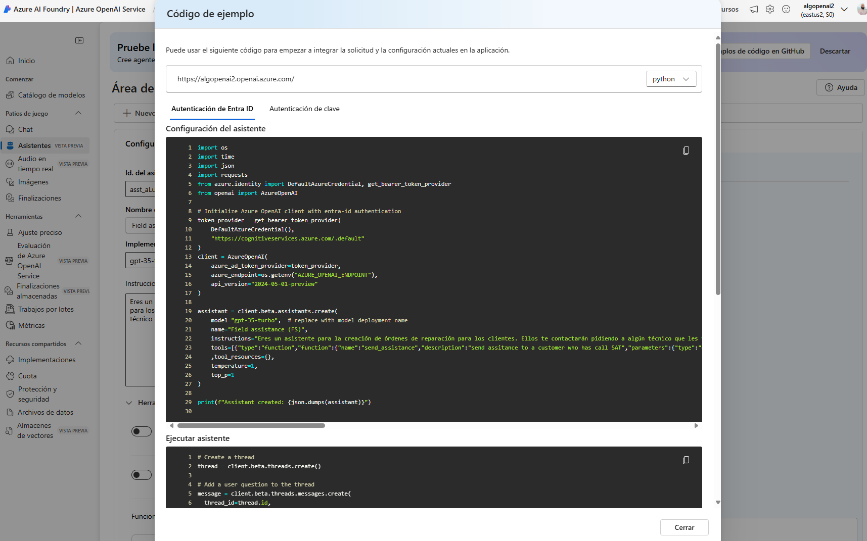 Azure AI Foundry | Azure OpenAI Service
Código de ejemplo
algopenai2
(eastus2, S0)
Puede usar el siguiente código para empezar a integrar la solicitud y la configuración actuales en la aplicación.
https://algopenai2.openai.azure.com/
python
Autenticación de Entra ID
Autenticación de clave
Configuración del asistente
1 import os
2 import time
3 import json
4 import requests
5 from azure.identity import DefaultAzureCredential, get_bearer_token_provider
6 from openai import AzureOpenAI
7
8 # Initialize Azure OpenAI client with entra-id authentication
9 token_provider = get_bearer_token_provider(
10 DefaultAzureCredential(),
11 "https://cognitiveservices.azure.com/.default"
12 )
13 client = AzureOpenAI(
14 azure_ad_token_provider=token_provider,
15 azure_endpoint=os.getenv("AZURE_OPENAI_ENDPOINT"),
16 api_version="2024-05-01-preview"
17 )
18
19 assistant = client.beta.assistants.create(
20 model="gpt-35-turbo", # replace with model deployment name
21 name="Field assistance (FS)",
22 instructions="Eres un asistente para la creación de órdenes de reparación para los clientes. Ellos te contactarán pidiendo a algún técnico que les
23 tools=[{"type":"function","function":{"name":"send_assistance","description":"send assitance to a customer who has call SAT","parameters":{"type":"
24 ,tool_resources={},
25 temperature=1,
26 top_p=1
27 )
28
29 print(f"Assistant created: {json.dumps(assistant)}")
30
Ejecutar asistente
1 # Create a thread
2 thread = client.beta.threads.create()
3
4 # Add a user question to the thread
5 message = client.beta.threads.messages.create(
6 thread_id=thread.id,
Cerrar
Inicio
Comentar
Catálogo de modelos
Patios de juego
Chat
Asistentes VISTA PREVIA
Audio en
tiempo real VISTA PREVIA
Imágenes
Finalizaciones
Herramientas
Ajuste preciso
Evaluación
de Azure
OpenAI
Service VISTA PREVIA
Finalizaciones
almacenadas VISTA PREVI
Trabajos por lotes
Métricas
Recursos compartidos
Implementaciones
Cuota
Protección y
seguridad
Archivos de datos
Almacenes
de vectores VISTA PREVIA
Pruebe l
Cree agente
Área de
Nuevo
Configu
Id. del asi
asst_aLu
Nombre d
Field as
Implemen
gpt-35-
Instruccio
Eres un
para los
técnico
Herra
Funcion
ursos
plos de código en GitHub
Descartar
Ayuda